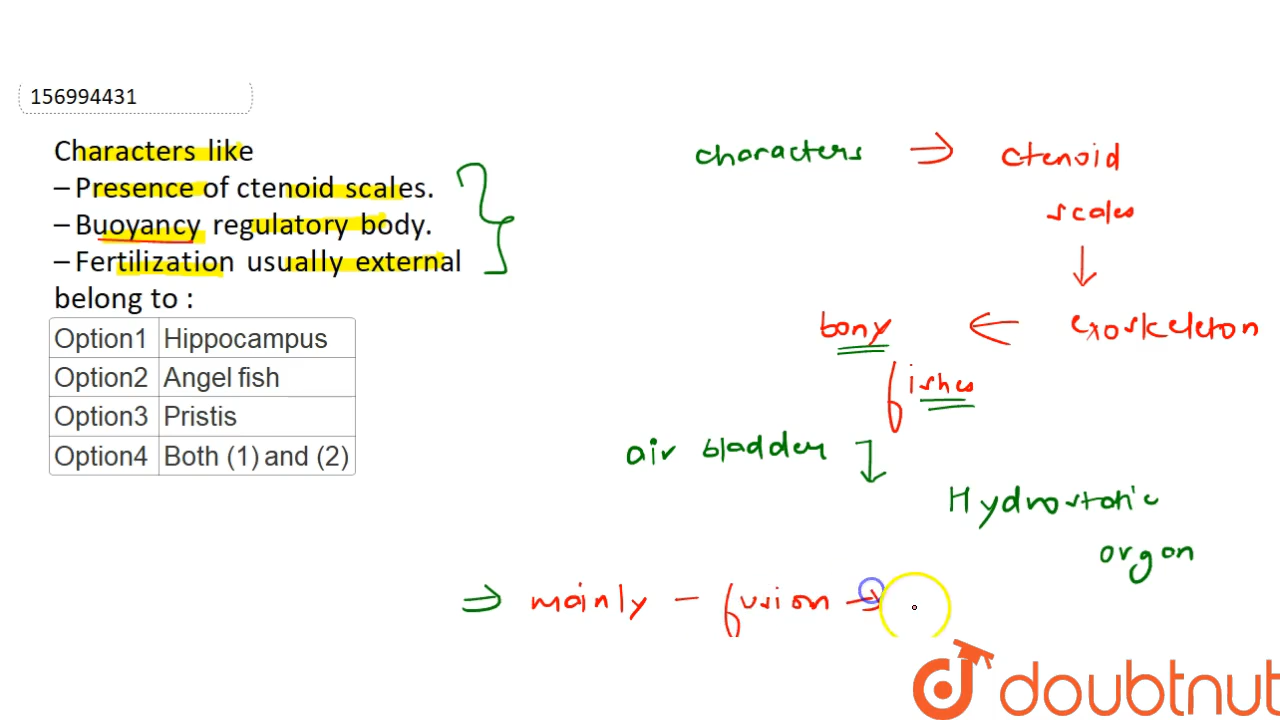 156994431
Characters like
– Presence of ctenoid scales.
– Buoyancy regulatory body.
– Fertilization usually external
belong to :
Option1 Hippocampus
Option2 Angel fish
Option3 Pristis
Option4 Both (1) and (2)
characters ⇒ ctenoid
scales
↓
bony ← exoskeleton
fishes
air bladder ↓
Hydrostatic
organ
⇒ mainly – fusion →
doubtnut